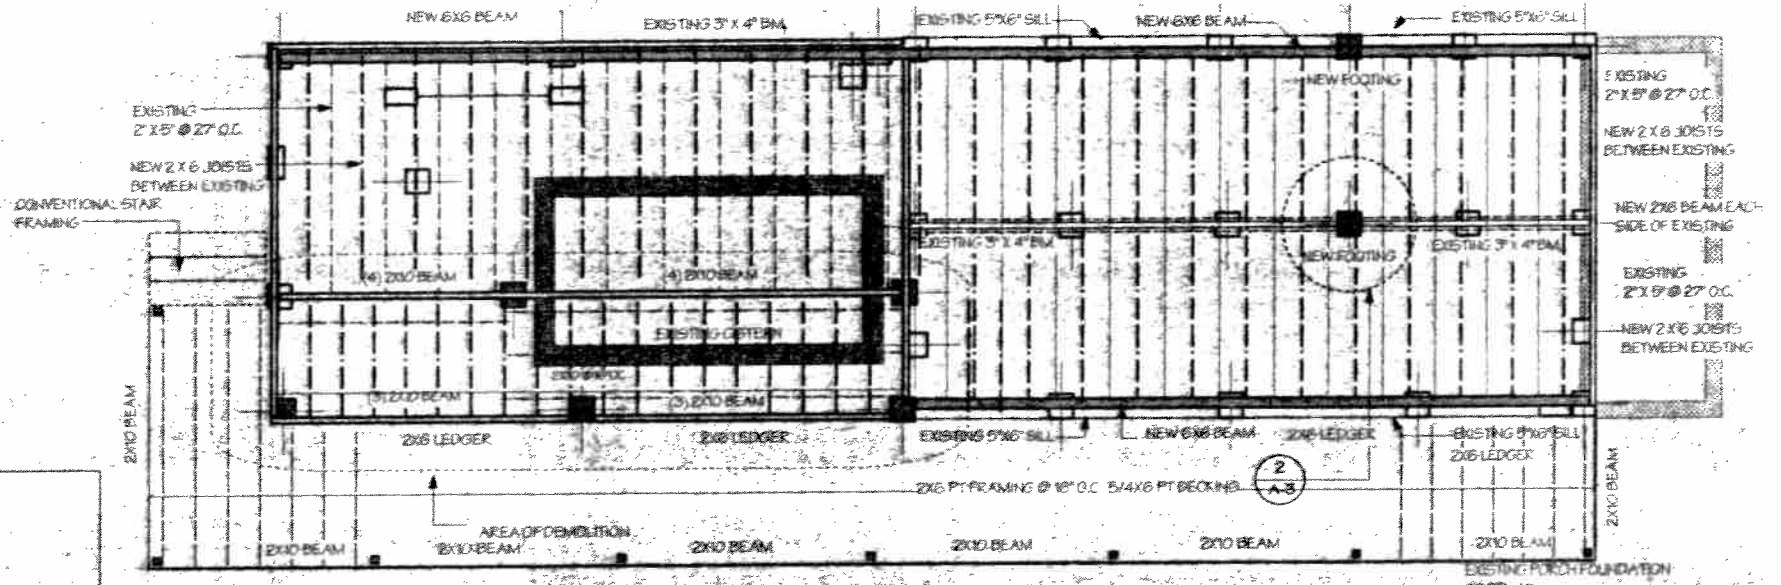 NEW 6X6 BEAM
EXISTING 3" X 4" BM.
EXISTING 5"X6" SILL
NEW 6X6 BEAM
EXISTING 5"X6" SILL
NEW FOOTING
EXISTING
2" X 5" @ 27" O.C.
NEW 2 X 6 JOISTS
BETWEEN EXISTING
CONVENTIONAL STAIR
FRAMING
EXISTING
2" X 5" @ 27" O.C.
NEW 2 X 6 JOISTS
BETWEEN EXISTING
NEW 2X6 BEAM EACH
SIDE OF EXISTING
EXISTING 3" X 4" BM.
EXISTING 3" X 4" BM.
NEW FOOTING
(4) 2X10 BEAM
(4) 2X10 BEAM
EXISTING
2" X 5" @ 27" O.C.
NEW 2 X 6 JOISTS
BETWEEN EXISTING
EXISTING CISTERN
(3) 2X10 BEAM
(3) 2X10 BEAM
2X10 BEAM
2X6 LEDGER
2X6 LEDGER
EXISTING 5"X6" SILL
NEW 6X6 BEAM
2X6 LEDGER
EXISTING 5"X6" SILL
2X6 LEDGER
2
A-3
2X6 PT FRAMING @ 16" O.C. 5/4X6 PT DECKING
2X10 BEAM
AREA OF DEMOLITION
2X10 BEAM
2X10 BEAM
2X10 BEAM
2X10 BEAM
2X10 BEAM
2X10 BEAM
EXISTING PORCH FOUNDATION